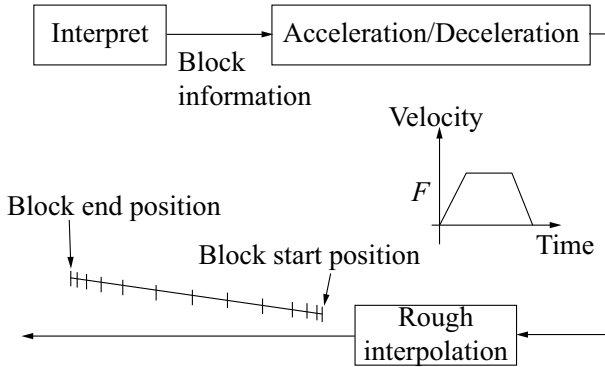 Interpret
Acceleration/Deceleration
Block
information
Velocity
F
Time
Block end position
Block start position
Rough
interpolation